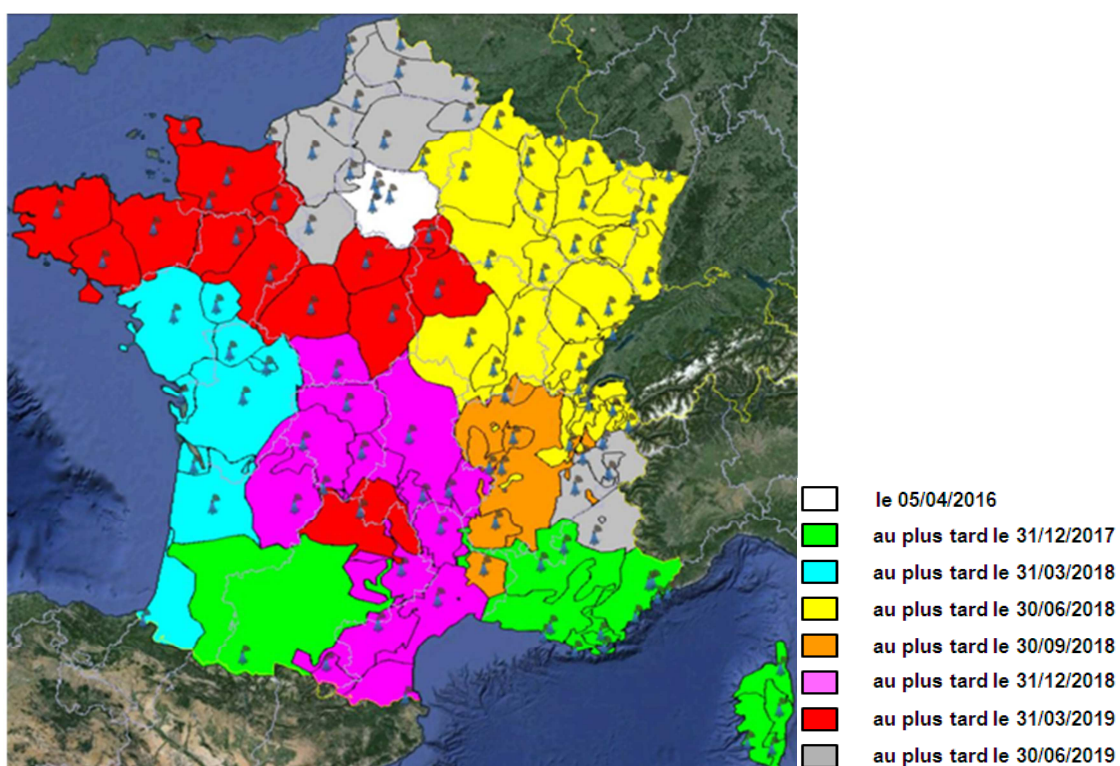 le 05/04/2016
au plus tard le 31/12/2017
au plus tard le 31/03/2018
au plus tard le 30/06/2018
au plus tard le 30/09/2018
au plus tard le 31/12/2018
au plus tard le 31/03/2019
au plus tard le 30/06/2019